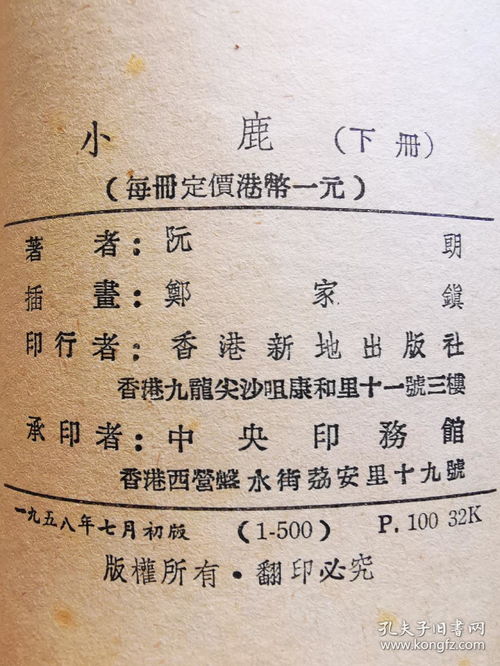 小鹿(下冊)
(每冊定價港幣一元)
著者:阮朗
插畫:鄭家鎮
印行者:香港新地出版社
香港九龍尖沙咀康和里十一號三樓
承印者:中央印務館
香港西營盤水街荔安里十九號
一九五八年七月初版 (1-500) P.100 32K
版權所有·翻印必究
孔夫子旧书网
www.kongfz.com